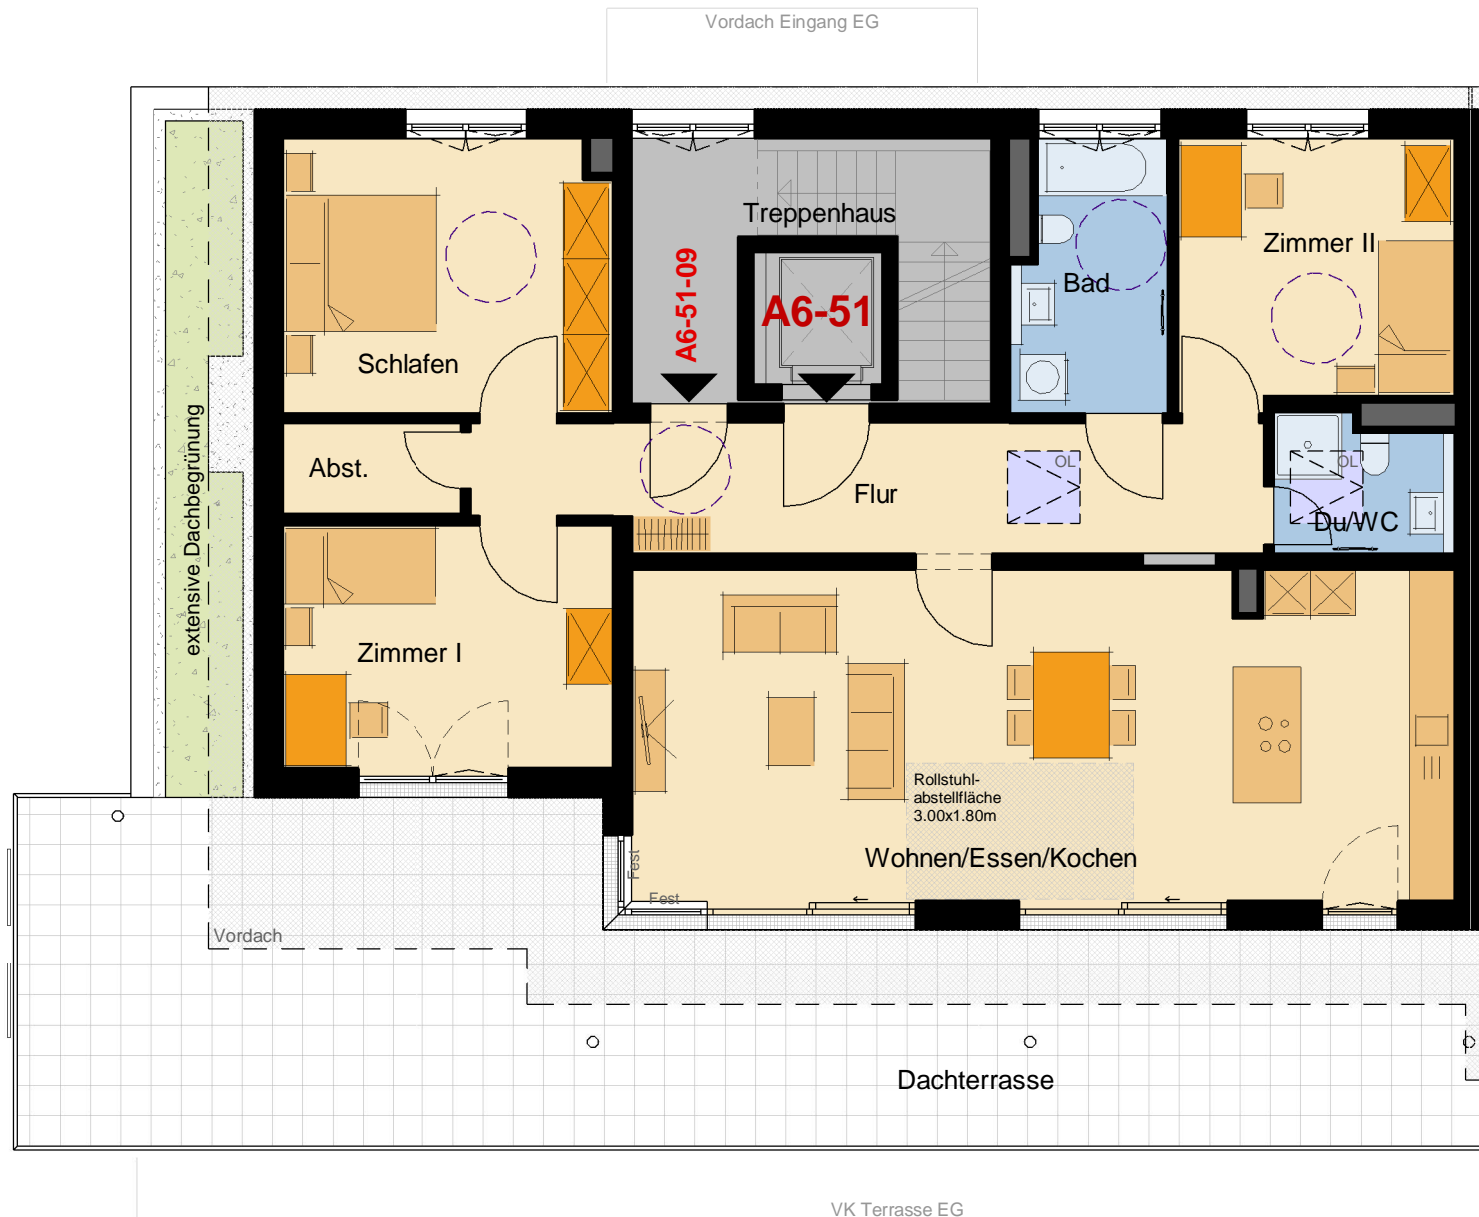 Vordach Eingang EG
Treppenhaus
Zimmer II
A6-51-09
A6-51
Bad
Schlafen
extensive Dachbegrünung
Abst.
OL
OL
Flur
Du/WC
Zimmer I
Rollstuhl-
abstellfläche
3.00x1.80m
Wohnen/Essen/Kochen
Fest
Fest
Vordach
Dachterrasse
VK Terrasse EG